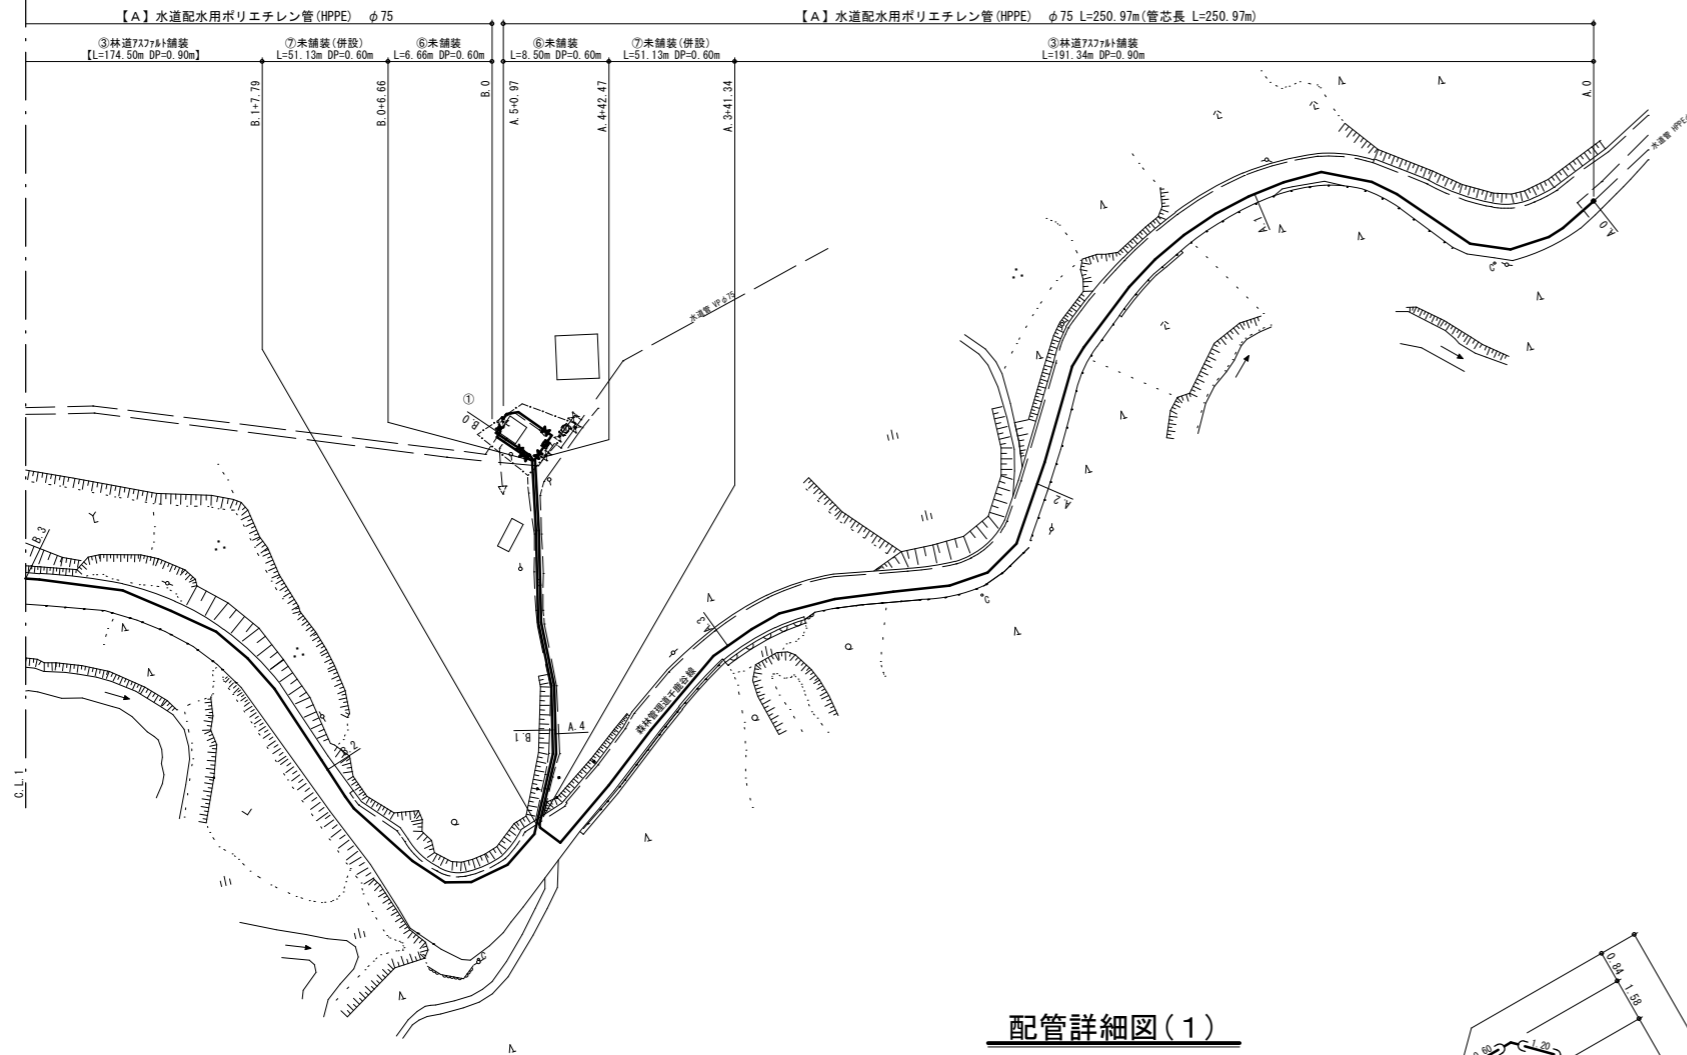 【A】水道配水用ポリエチレン管(HPPE) φ75
【A】水道配水用ポリエチレン管(HPPE) φ75 L=250.97m(管芯長 L=250.97m)
③林道アスファルト舗装
【L=174.50m DP=0.90m】
⑦未舗装(併設)
L=51.13m DP=0.60m
⑥未舗装
L=6.66m DP=0.60m
⑥未舗装
L=8.50m DP=0.60m
⑦未舗装(併設)
L=51.13m DP=0.60m
③林道アスファルト舗装
L=191.34m DP=0.90m
B.1+7.79
B.0+6.66
B.0
A.5+0.97
A.4+42.47
A.3+41.34
A.0
水道管 HPPE
A.0
A.1
水道管 VPφ75
①
B.0
A.2
B.3
A.3
B.1
A.4
B.2
C.L.1
配管詳細図(1)
0.84
1.58
0.60
1.20